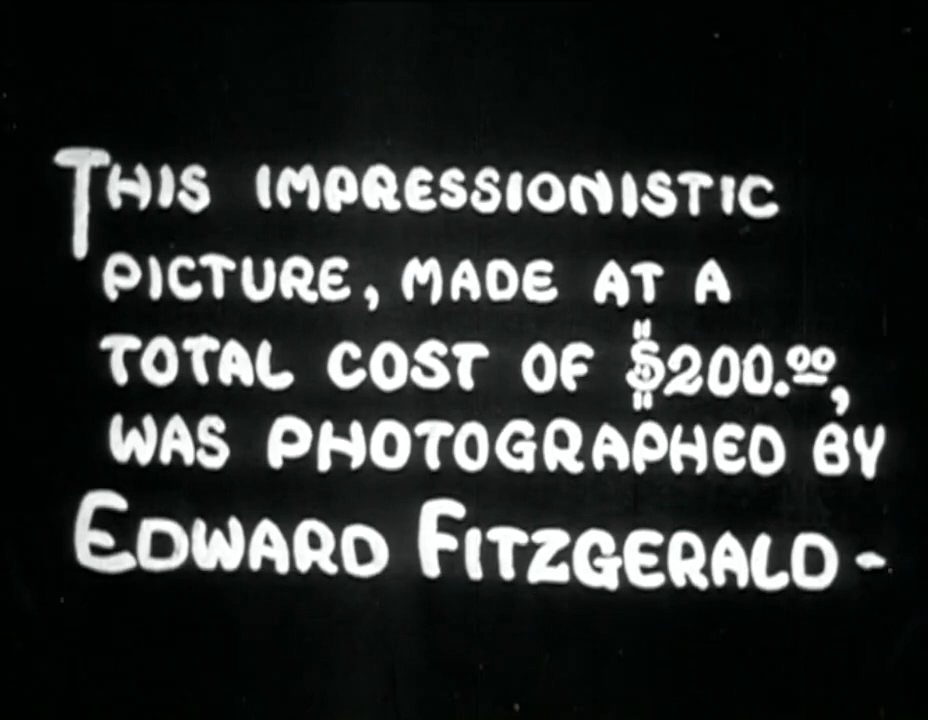 THIS IMPRESSIONISTIC
PICTURE, MADE AT A
TOTAL COST OF $200.00,
WAS PHOTOGRAPHED BY
EDWARD FITZGERALD -